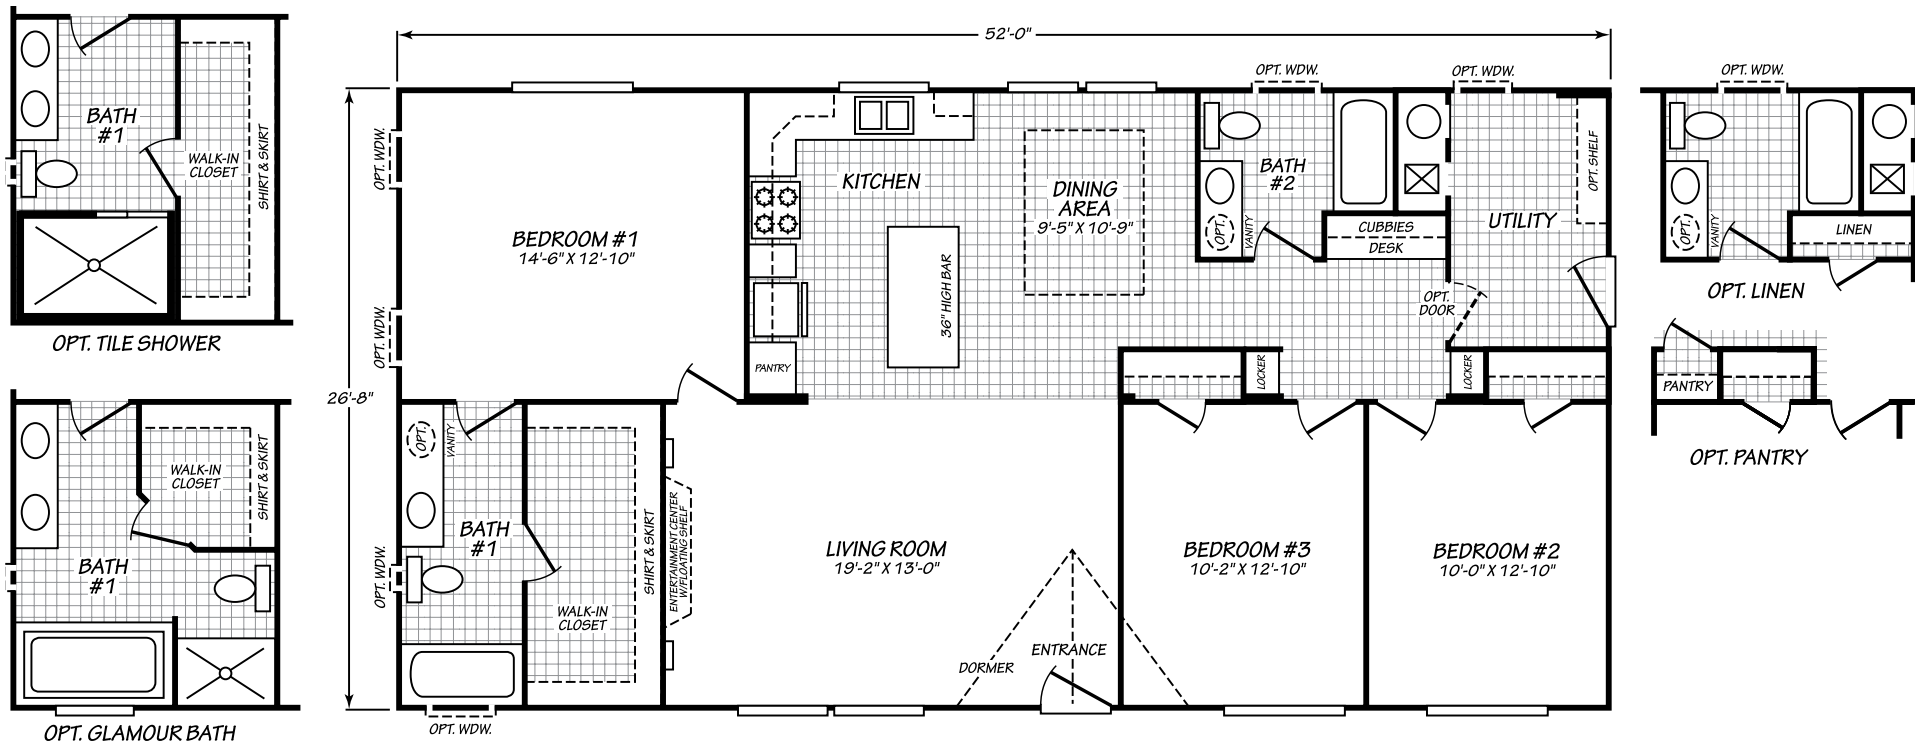 BATH
#1
WALK-IN
CLOSET
SHIRT & SKIRT
OPT. TILE SHOWER
WALK-IN
CLOSET
SHIRT & SKIRT
BATH
#1
OPT. GLAMOUR BATH
52'-0"
26'-8"
OPT. WDW.
OPT. WDW.
BEDROOM #1
14'-6" X 12'-10"
KITCHEN
36" HIGH BAR
PANTRY
DINING
AREA
9'-5" X 10'-9"
OPT. WDW.
BATH
#2
OPT.
VANITY
CUBBIES
DESK
OPT. WDW.
UTILITY
OPT. SHELF
OPT.
DOOR
LOCKER
LOCKER
OPT.
VANITY
BATH
#1
OPT. WDW.
OPT. WDW.
WALK-IN
CLOSET
SHIRT & SKIRT
ENTERTAINMENT CENTER
W/FLOATING SHELF
LIVING ROOM
19'-2" X 13'-0"
DORMER
ENTRANCE
BEDROOM #3
10'-2" X 12'-10"
BEDROOM #2
10'-0" X 12'-10"
OPT. WDW.
OPT.
VANITY
LINEN
OPT. LINEN
PANTRY
OPT. PANTRY